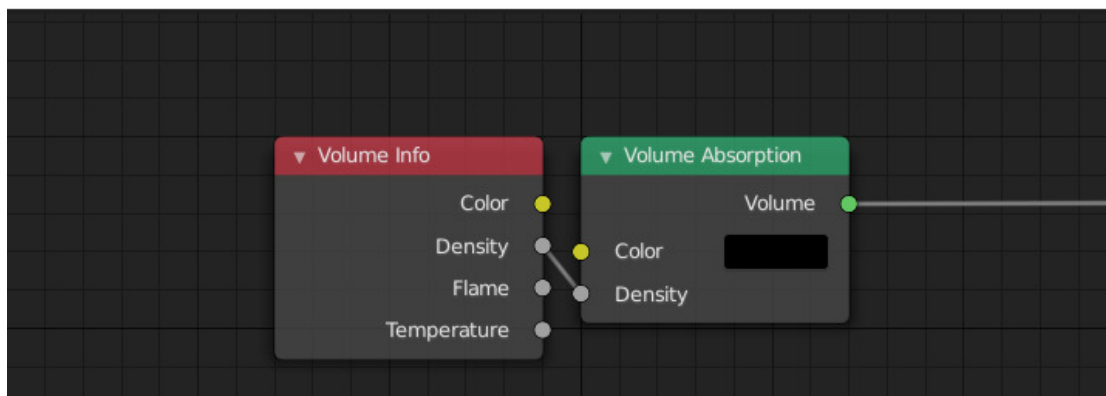 Volume Info
Color
Density
Flame
Temperature
Volume Absorption
Volume
Color
Density